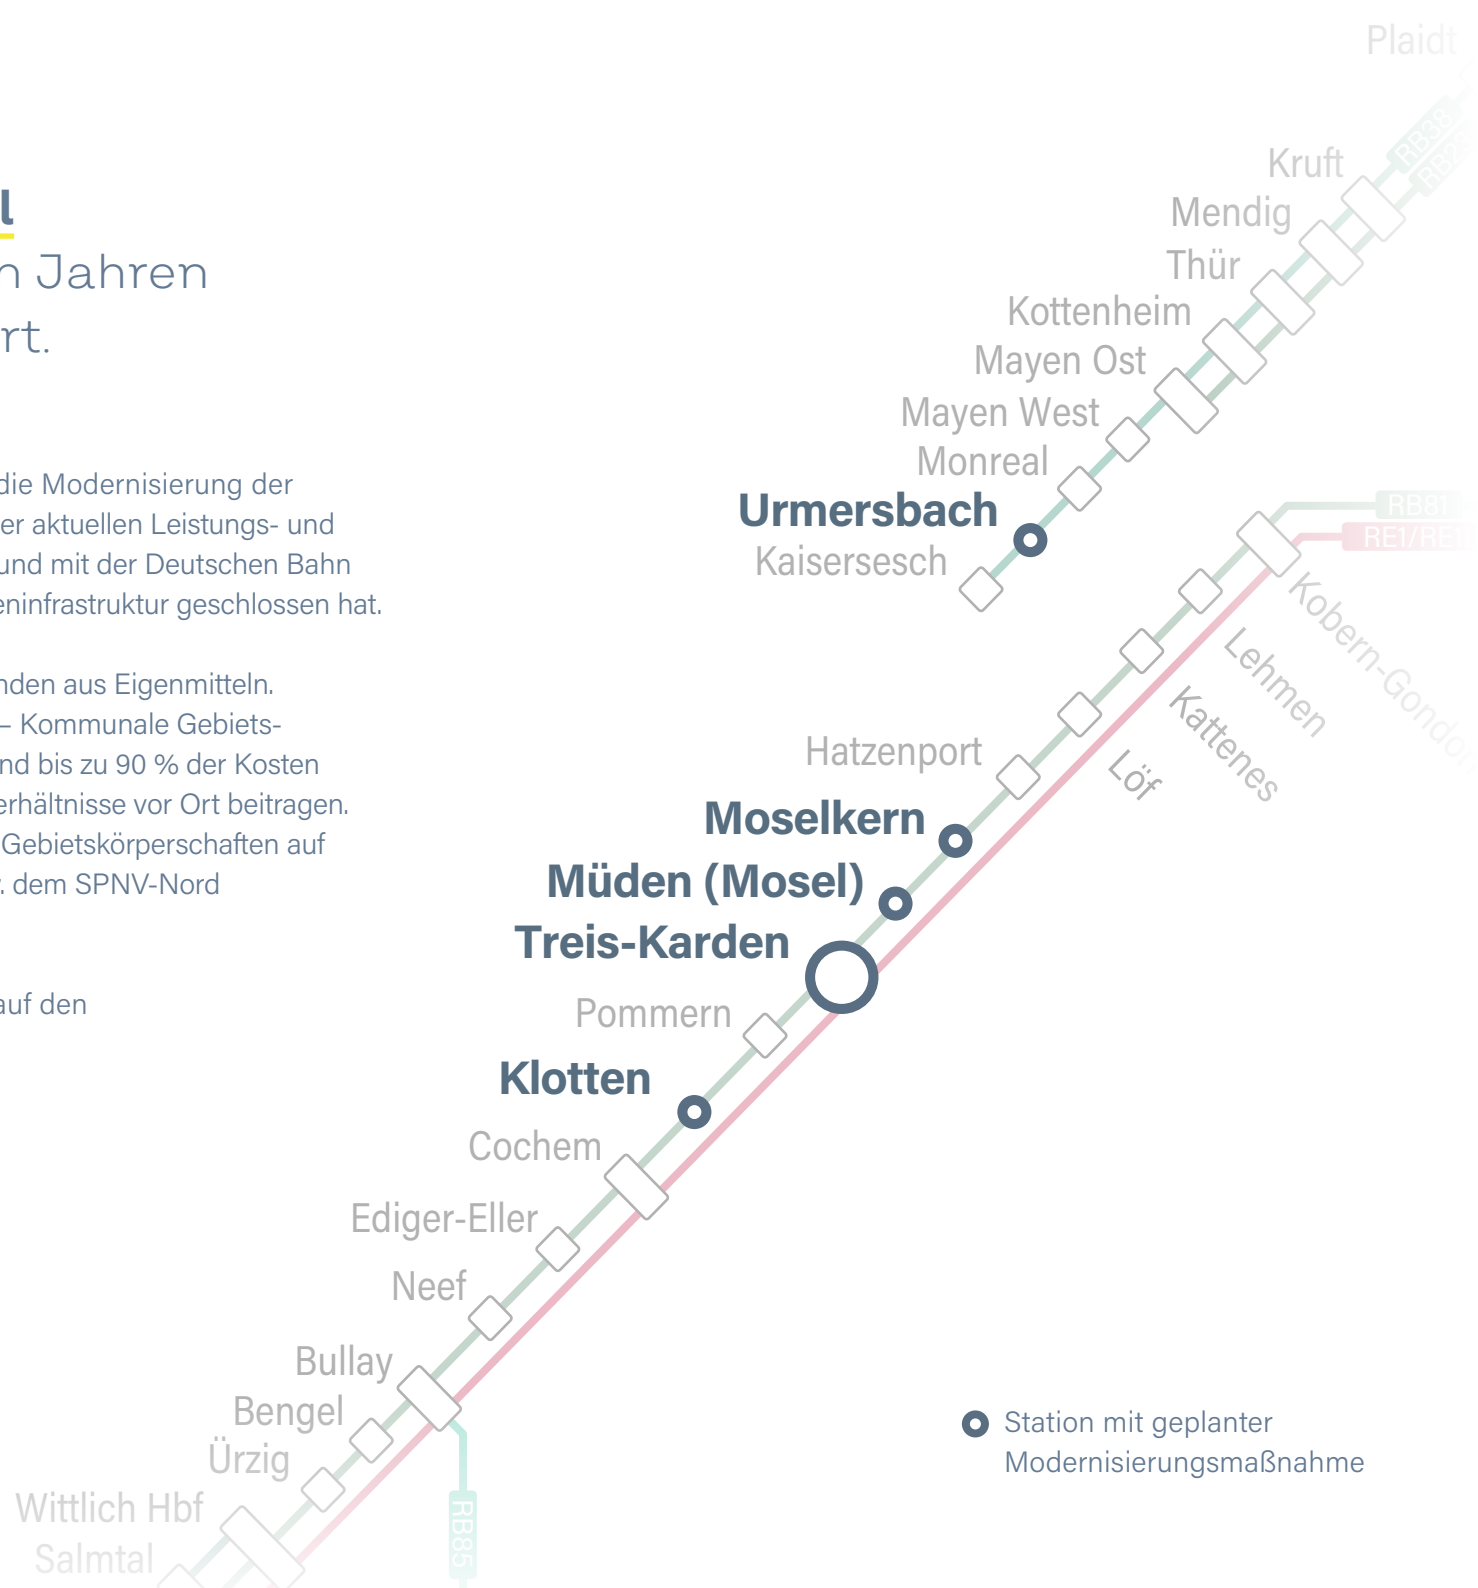 l
n Jahren
rt.
die Modernisierung der
er aktuellen Leistungs- und
und mit der Deutschen Bahn
eninfrastruktur geschlossen hat.
nden aus Eigenmitteln.
– Kommunale Gebiets-
nd bis zu 90 % der Kosten
erhältnisse vor Ort beitragen.
Gebietskörperschaften auf
. dem SPNV-Nord
auf den
Plaidt
RB38
Kruft
Mendig
Thür
Kottenheim
Mayen Ost
Mayen West
Monreal
Urmersbach
Kaisersesch
RB81
RE1/RE11
Kobern-Gondor
Lehmen
Kattenes
Löf
Hatzenport
Moselkern
Müden (Mosel)
Treis-Karden
Pommern
Klotten
Cochem
Ediger-Eller
Neef
Bullay
Bengel
Ürzig
Wittlich Hbf
Salmtal
RB85
Station mit geplanter
Modernisierungsmaßnahme